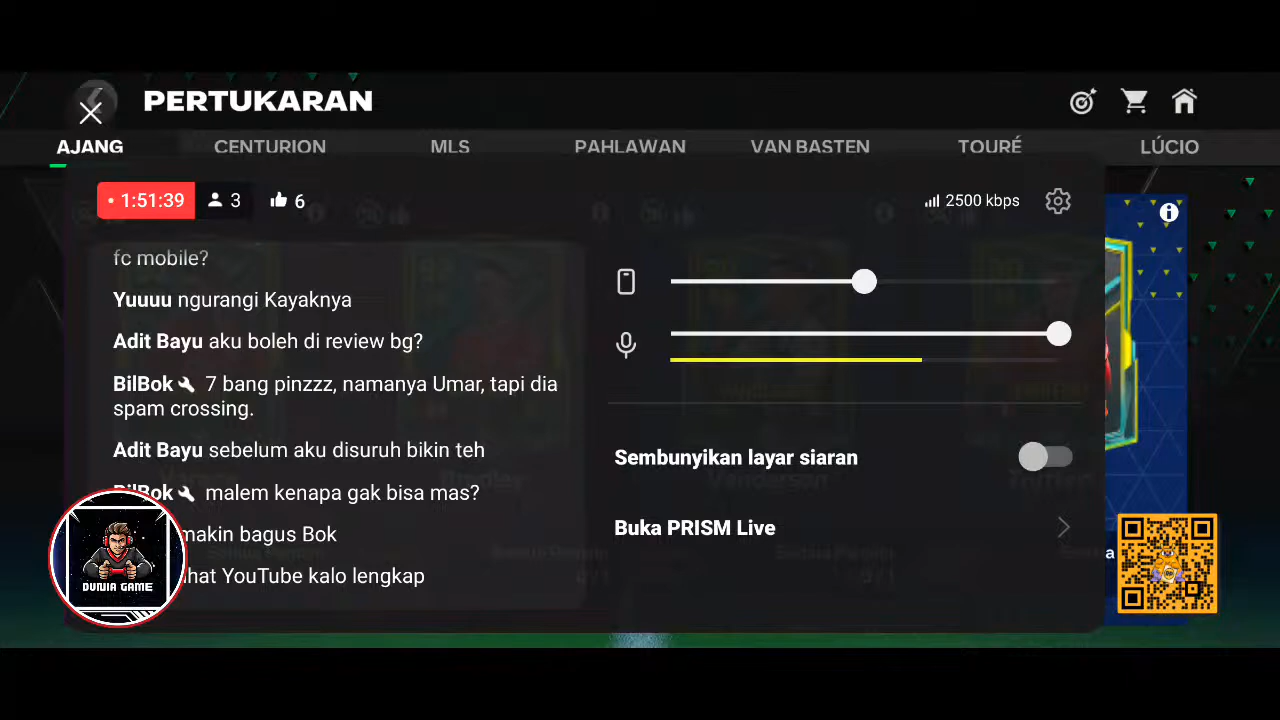 PERTUKARAN
AJANG CENTURION MLS PAHLAWAN VAN BASTEN TOURÉ LÚCIO
• 1:51:39 3 6 2500 kbps
fc mobile?
Yuuuu ngurangi Kayaknya
Adit Bayu aku boleh di review bg?
BilBok 7 bang pinzzz, namanya Umar, tapi dia
spam crossing.
Adit Bayu sebelum aku disuruh bikin teh
BilBok malem kenapa gak bisa mas?
makin bagus Bok
ihat YouTube kalo lengkap
Sembunyikan layar siaran
Buka PRISM Live
DUNIA GAME